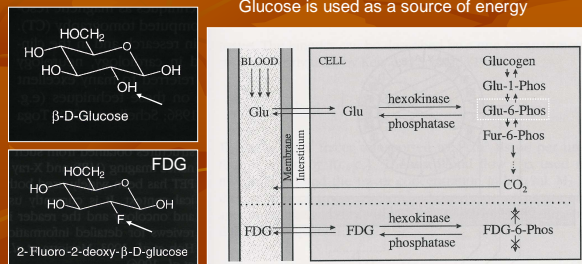 Glucose is used as a source of energy
HOCH₂
HO
HO
O
OH
OH
β-D-Glucose
FDG
HOCH₂
HO
HO
O
OH
F
2-Fluoro-2-deoxy-β-D-glucose
BLOOD
CELL
Glucogen
Glu-1-Phos
Glu Glu hexokinase Glu-6-Phos
phosphatase
Fur-6-Phos
Membrane
Interstitium
CO₂
FDG FDG hexokinase FDG-6-Phos
phosphatase